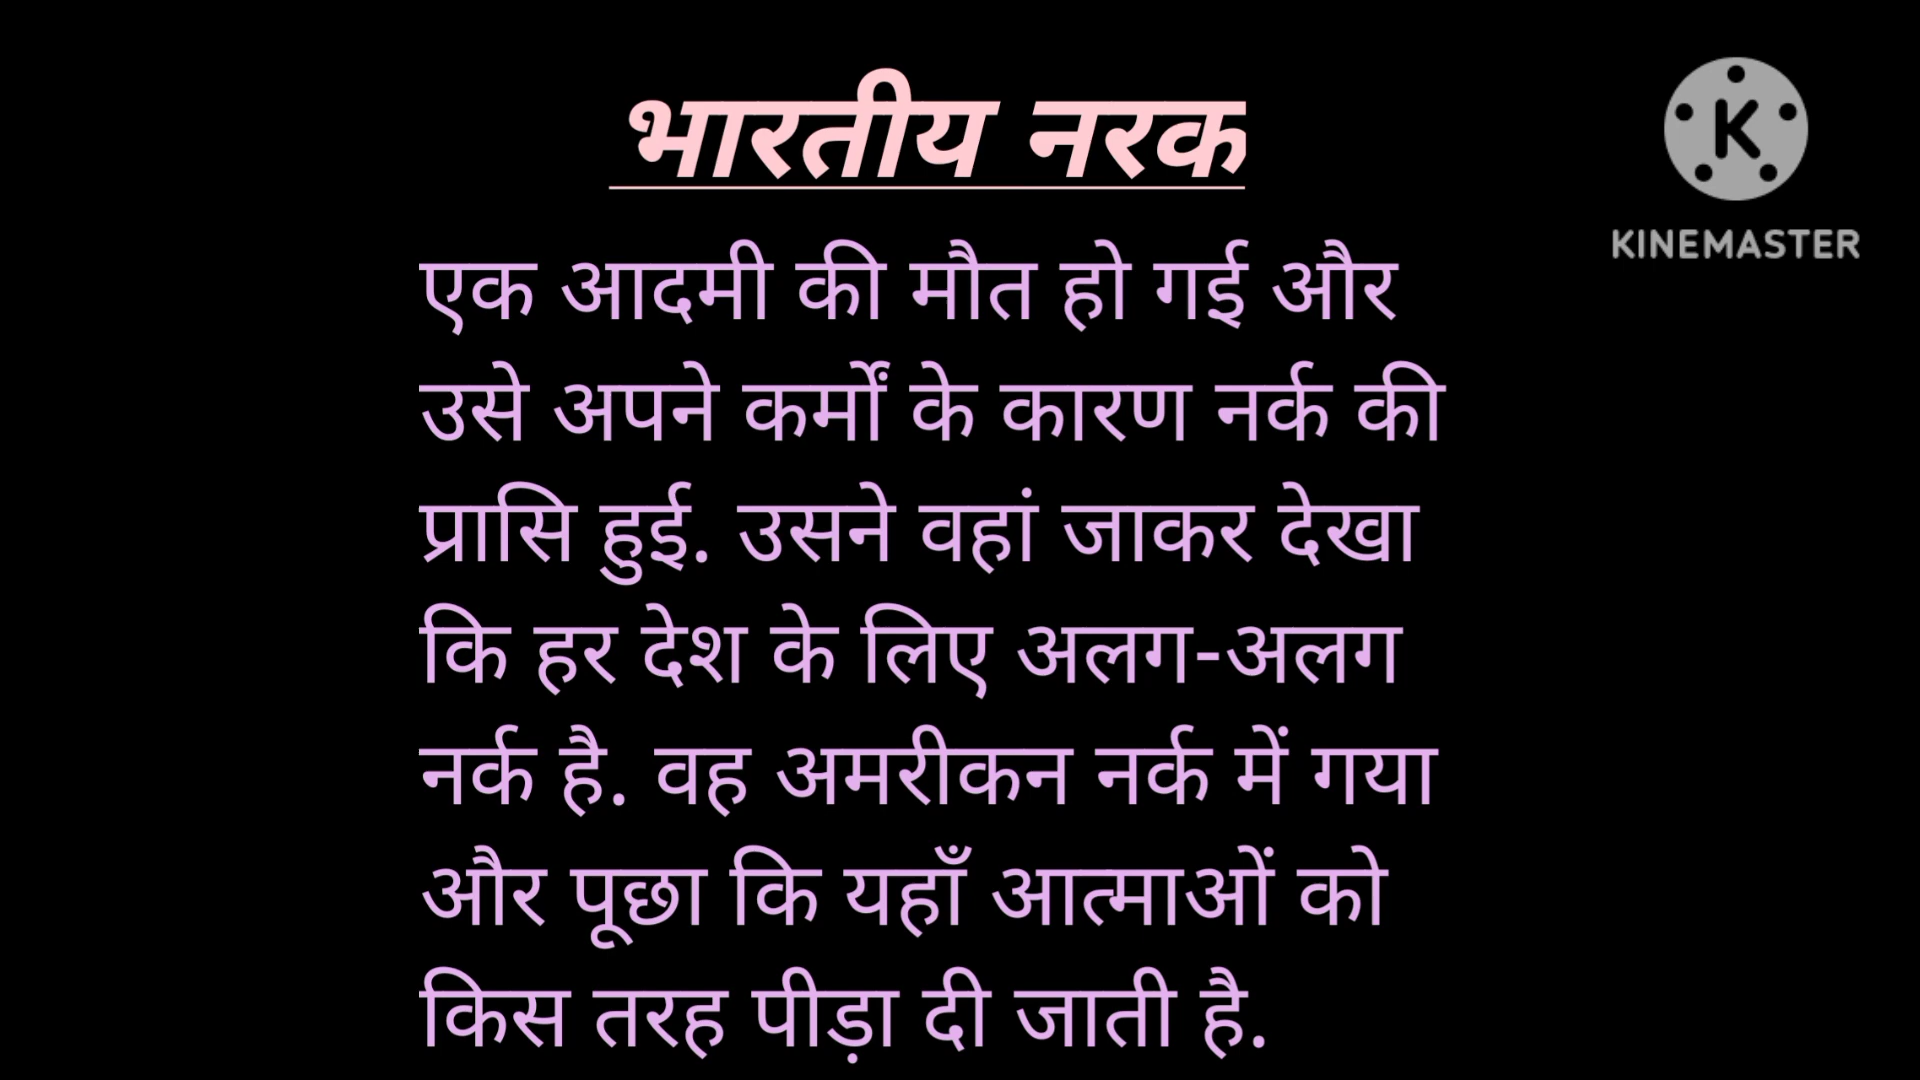 भारतीय नरक
K
KINEMASTER
एक आदमी की मौत हो गई और
उसे अपने कर्मों के कारण नर्क की
प्रासि हुई. उसने वहां जाकर देखा
कि हर देश के लिए अलग-अलग
नर्क है. वह अमरीकन नर्क में गया
और पूछा कि यहाँ आत्माओं को
किस तरह पीड़ा दी जाती है.